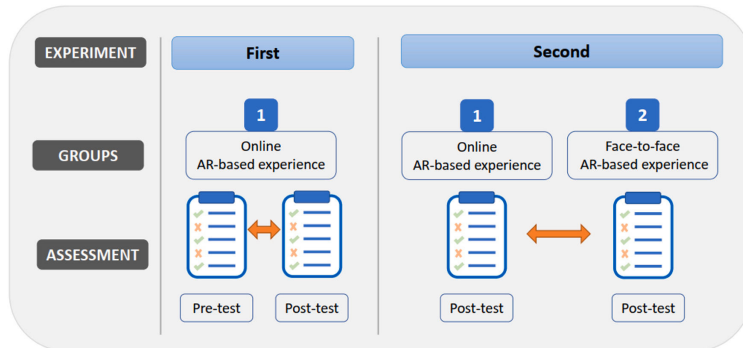 EXPERIMENT
First
Second
1
1
2
GROUPS
Online
AR-based experience
Online
AR-based experience
Face-to-face
AR-based experience
ASSESSMENT
Pre-test
Post-test
Post-test
Post-test